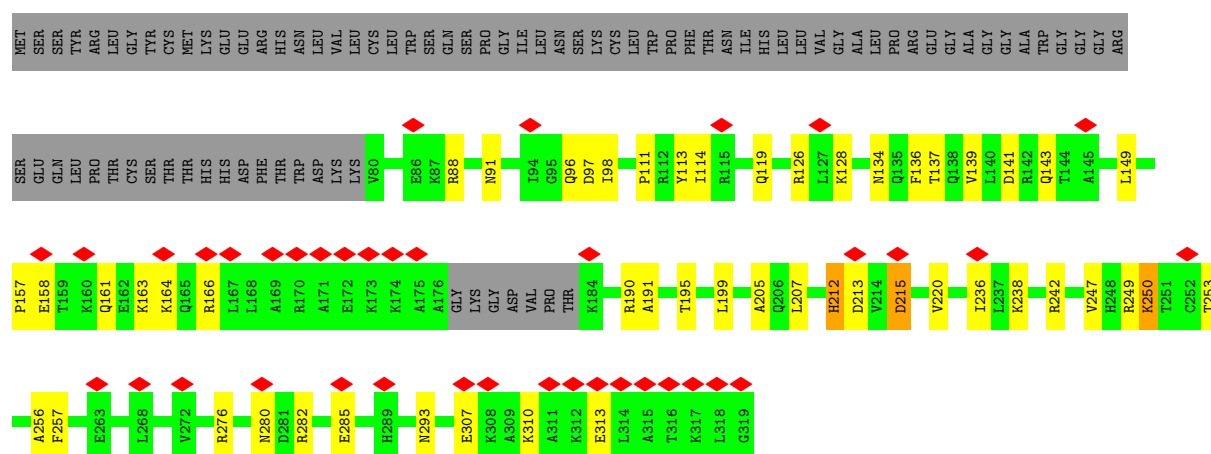 MET SER SER TYR ARG LEU GLY TYR CYS MET LYS GLU GLU ARG HIS ASN LEU VAL LEU CYS LEU TRP SER GLN SER PRO GLY ILE LEU ASN SER LYS CYS LEU TRP PRO PHE THR ASN ILE HIS LEU LEU VAL GLY ALA LEU PRO ARG GLU GLY ALA GLY GLY ALA TRP GLY GLY GLY ARG
SER GLU GLN LEU PRO THR CYS SER THR THR HIS HIS ASP PHE THR TRP ASP LYS LYS V80 E86 K87 R88 N91 I94 G95 Q96 D97 I98 P111 R112 Y113 I114 R115 Q119 R126 L127 K128 N134 Q135 F136 T137 Q138 V139 L140 D141 R142 Q143 T144 A145 L149
P157 E158 T159 K160 Q161 E162 K163 K164 Q165 R166 L167 L168 A169 R170 A171 E172 K173 K174 A175 A176 GLY LYS GLY ASP VAL PRO THR K184 R190 A191 T195 L199 A205 Q206 L207 H212 D213 V214 D215 V220 I236 L237 K238 R242 V247 H248 R249 K250 T251 C252 T253
A256 F257 E263 L268 V272 R276 N280 D281 R282 E285 H289 N293 E307 K308 A309 K310 A311 K312 E313 L314 A315 T316 K317 L318 G319